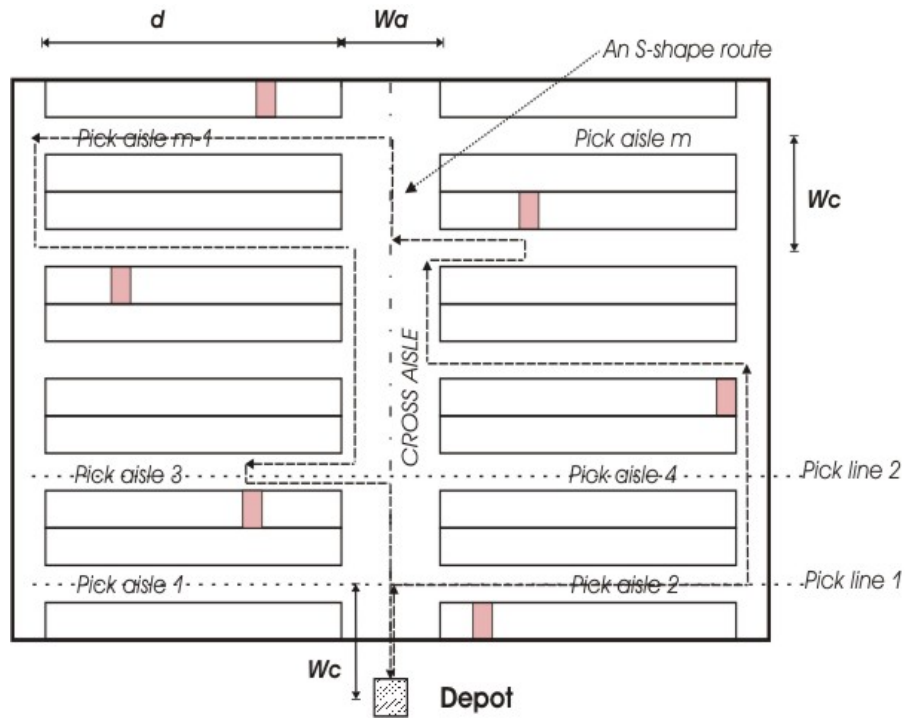 d
Wa
An S-shape route
Pick aisle m-1
Pick aisle m
Wc
CROSS AISLE
Pick aisle 3
Pick aisle 4
Pick line 2
Pick aisle 1
Pick aisle 2
Pick line 1
Wc
Depot